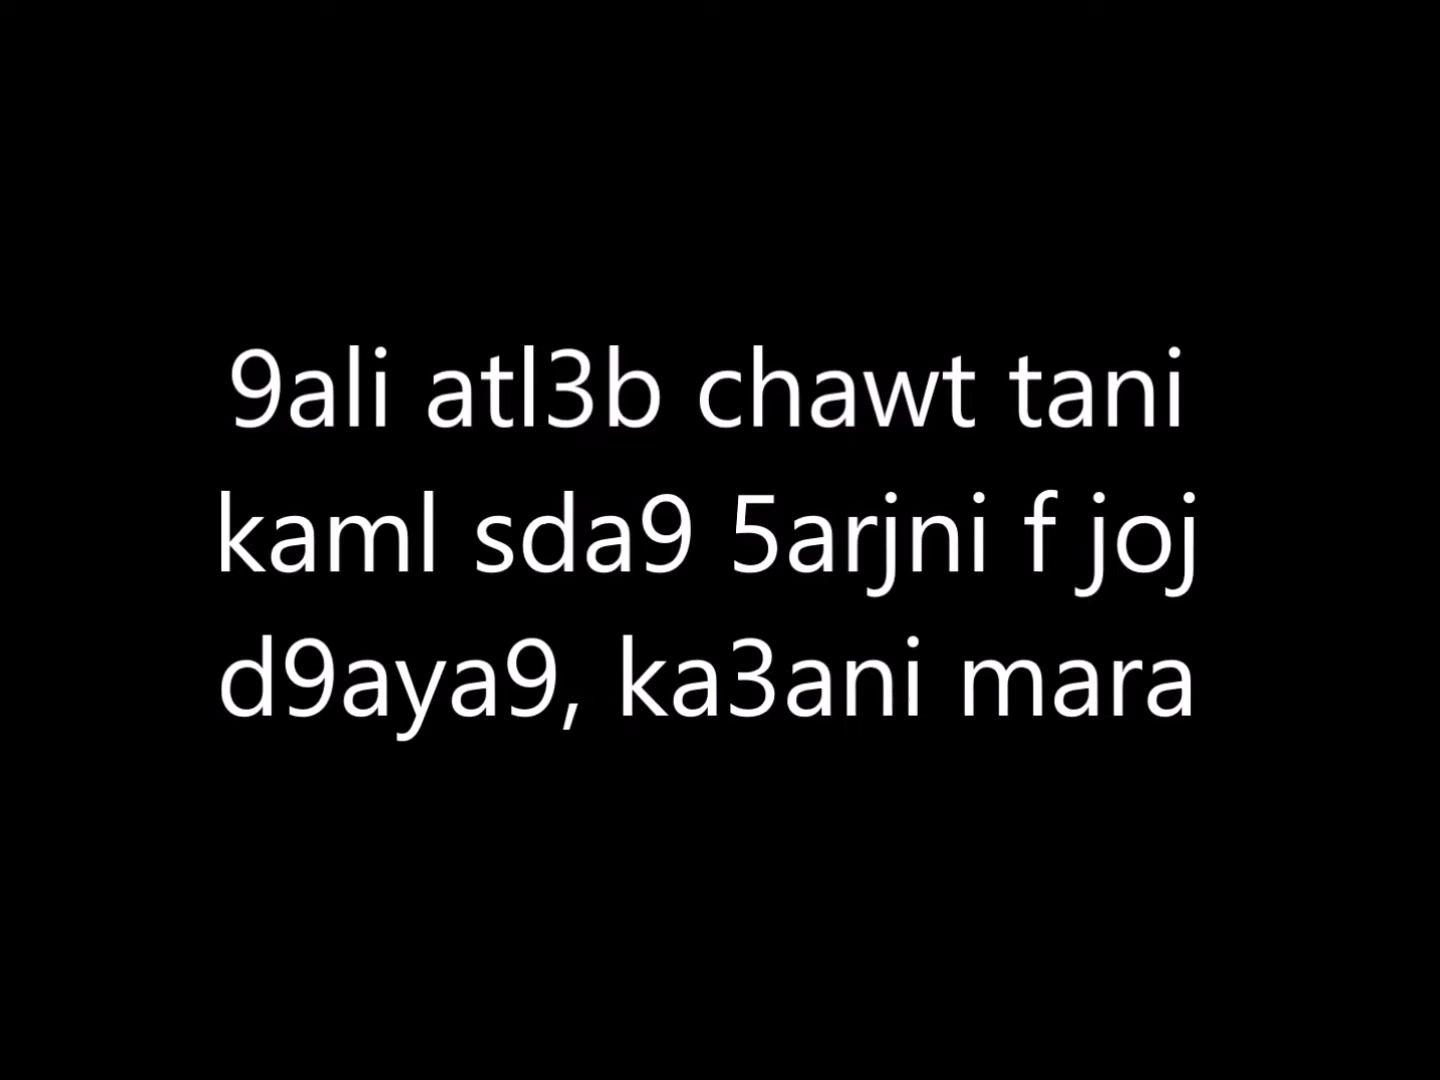 9ali atl3b chawt tani
kaml sda9 5arjni f joj
d9aya9, ka3ani mara